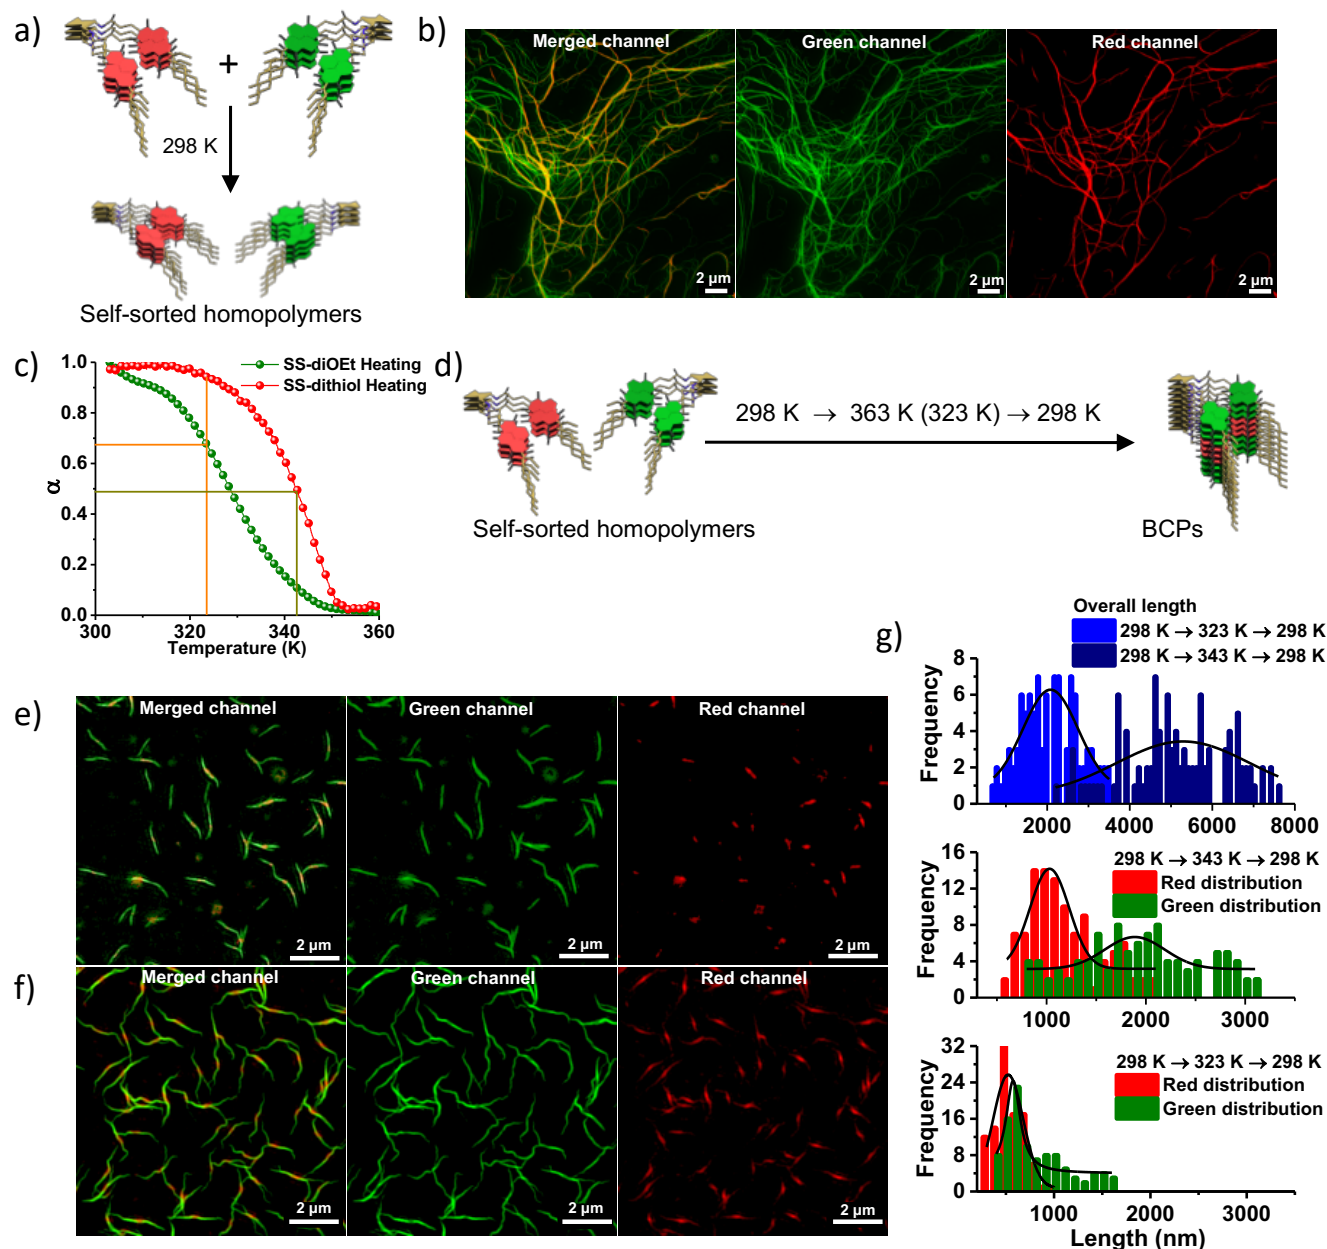 a)
+
298 K
Self-sorted homopolymers
b)
Merged channel
Green channel
Red channel
2 µm
2 µm
2 µm
c)
SS-diOEt Heating
SS-dithiol Heating
α
1.0
0.8
0.6
0.4
0.2
0.0
300
320
340
360
Temperature (K)
d)
298 K → 363 K (323 K) → 298 K
Self-sorted homopolymers
BCPs
e)
Merged channel
Green channel
Red channel
2 µm
2 µm
2 µm
f)
Merged channel
Green channel
Red channel
2 µm
2 µm
2 µm
g)
Overall length
298 K → 323 K → 298 K
298 K → 343 K → 298 K
Frequency
8
6
4
2
0
2000
4000
6000
8000
298 K → 343 K → 298 K
Red distribution
Green distribution
Frequency
16
12
8
4
0
1000
2000
3000
298 K → 323 K → 298 K
Red distribution
Green distribution
Frequency
32
24
16
8
0
1000
2000
3000
Length (nm)